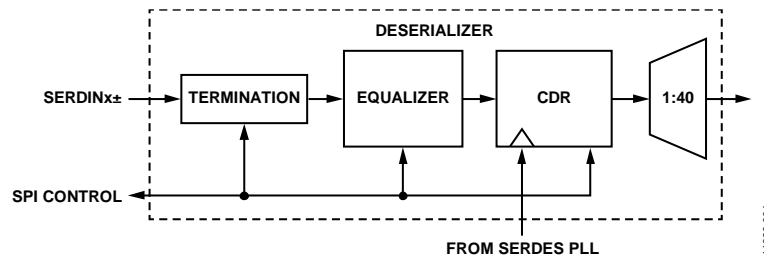 DESERIALIZER
SERDINx±
TERMINATION
EQUALIZER
CDR
1:40
SPI CONTROL
FROM SERDES PLL